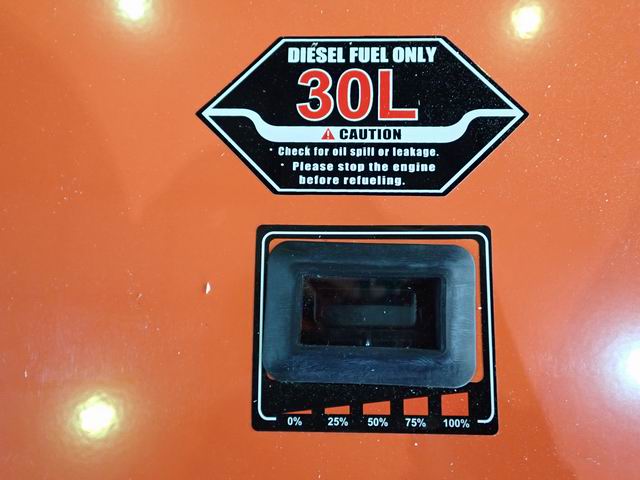 DIESEL FUEL ONLY
30L
CAUTION
· Check for oil spill or leakage.
· Please stop the engine
before refueling.
0% 25% 50% 75% 100%